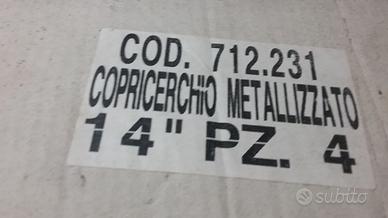 COD. 712.231
COPRICERCHiO METALLIZZATO
14" PZ. 4
subito